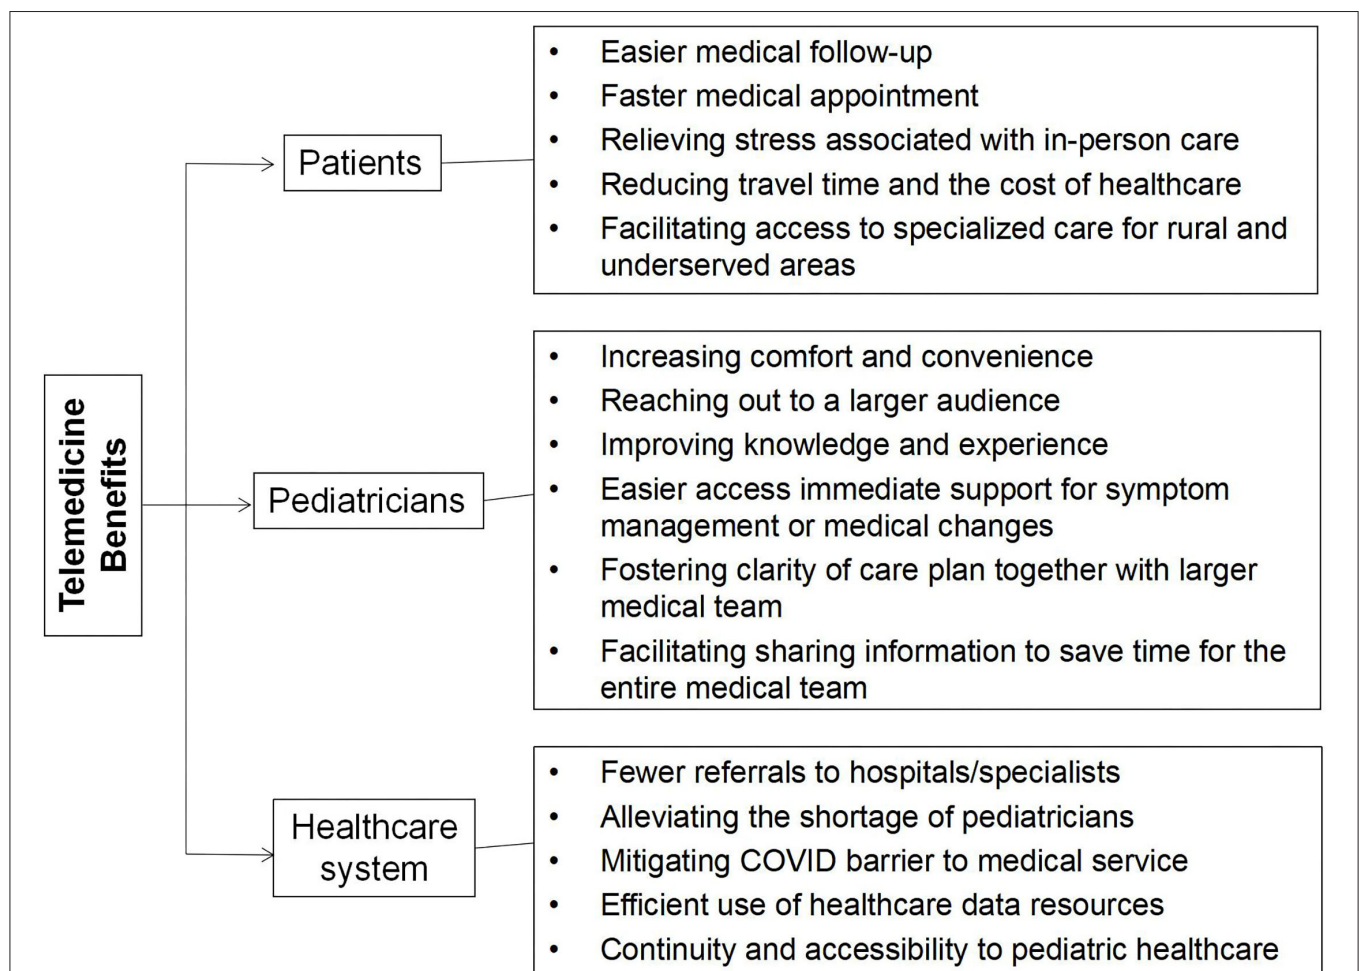 Telemedicine
Benefits
Patients
• Easier medical follow-up
• Faster medical appointment
• Relieving stress associated with in-person care
• Reducing travel time and the cost of healthcare
• Facilitating access to specialized care for rural and
underserved areas
Pediatricians
• Increasing comfort and convenience
• Reaching out to a larger audience
• Improving knowledge and experience
• Easier access immediate support for symptom
management or medical changes
• Fostering clarity of care plan together with larger
medical team
• Facilitating sharing information to save time for the
entire medical team
Healthcare
system
• Fewer referrals to hospitals/specialists
• Alleviating the shortage of pediatricians
• Mitigating COVID barrier to medical service
• Efficient use of healthcare data resources
• Continuity and accessibility to pediatric healthcare